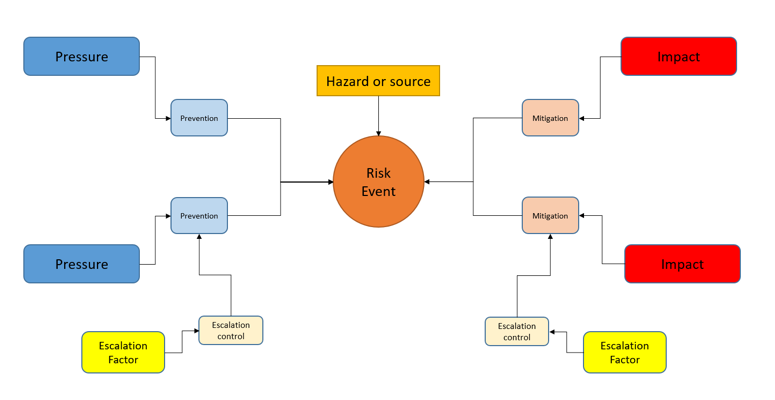 Pressure
Impact
Hazard or source
Prevention
Mitigation
Risk
Event
Prevention
Mitigation
Pressure
Impact
Escalation
control
Escalation
control
Escalation
Factor
Escalation
Factor